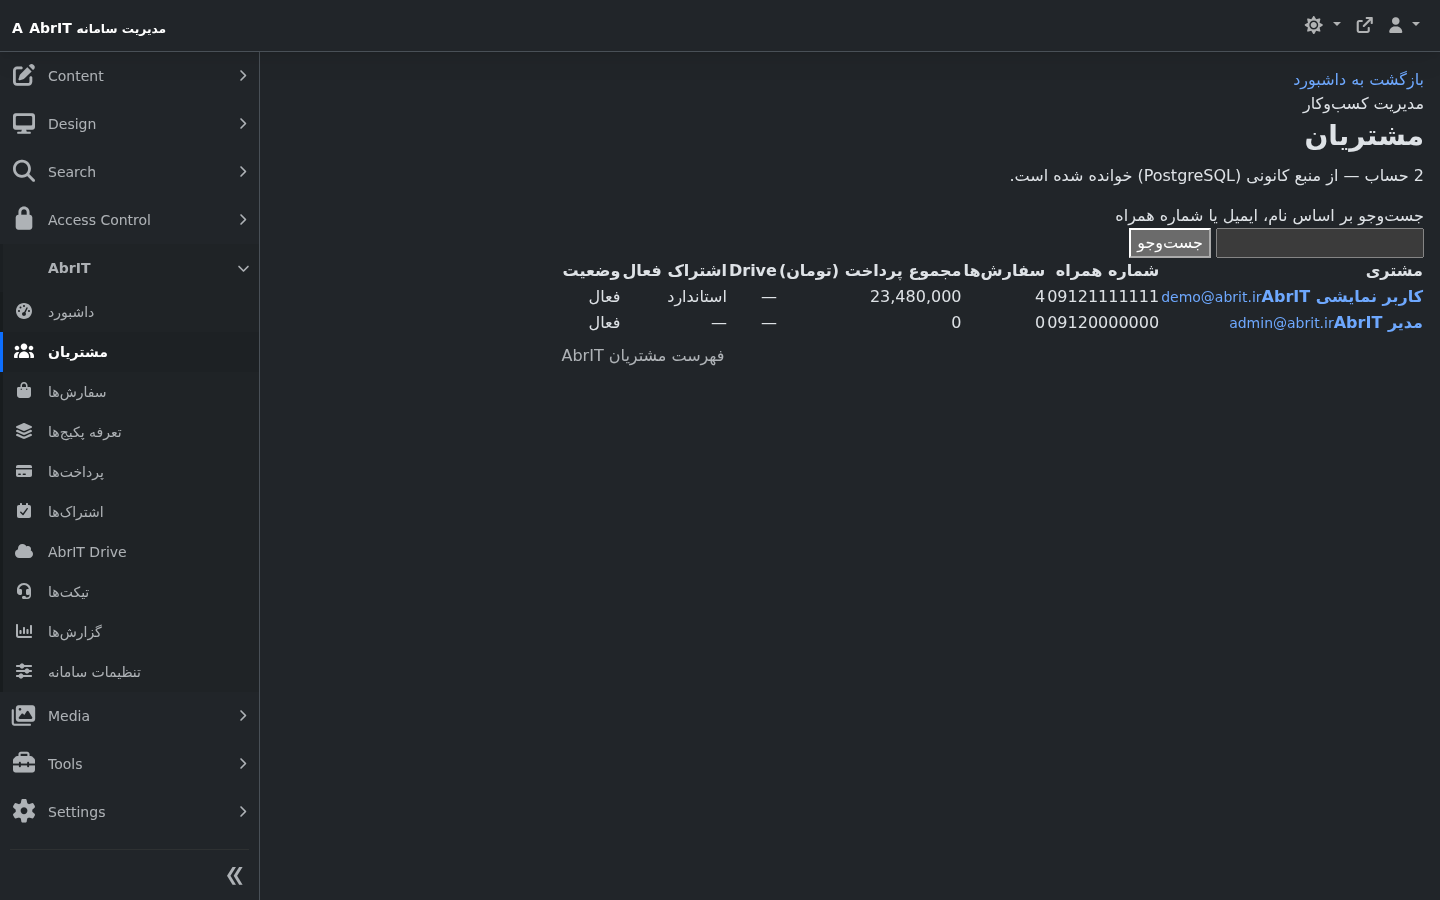 A AbrIT مدیریت سامانه
Content
Design
Search
Access Control
AbrIT
داشبورد
مشتریان
سفارش‌ها
تعرفه پکیج‌ها
پرداخت‌ها
اشتراک‌ها
AbrIT Drive
تیکت‌ها
گزارش‌ها
تنظیمات سامانه
Media
Tools
Settings
بازگشت به داشبورد
مدیریت کسب‌وکار
مشتریان
2 حساب — از منبع کانونی (PostgreSQL) خوانده شده است.
جست‌وجو بر اساس نام، ایمیل یا شماره همراه
جست‌وجو
مشتری شماره همراه سفارش‌ها مجموع پرداخت (تومان) Drive اشتراک فعال وضعیت
کاربر نمایشی AbrIT demo@abrit.ir 09121111111 4 23,480,000 — استاندارد فعال
مدیر AbrIT admin@abrit.ir 09120000000 0 0 — — فعال
فهرست مشتریان AbrIT